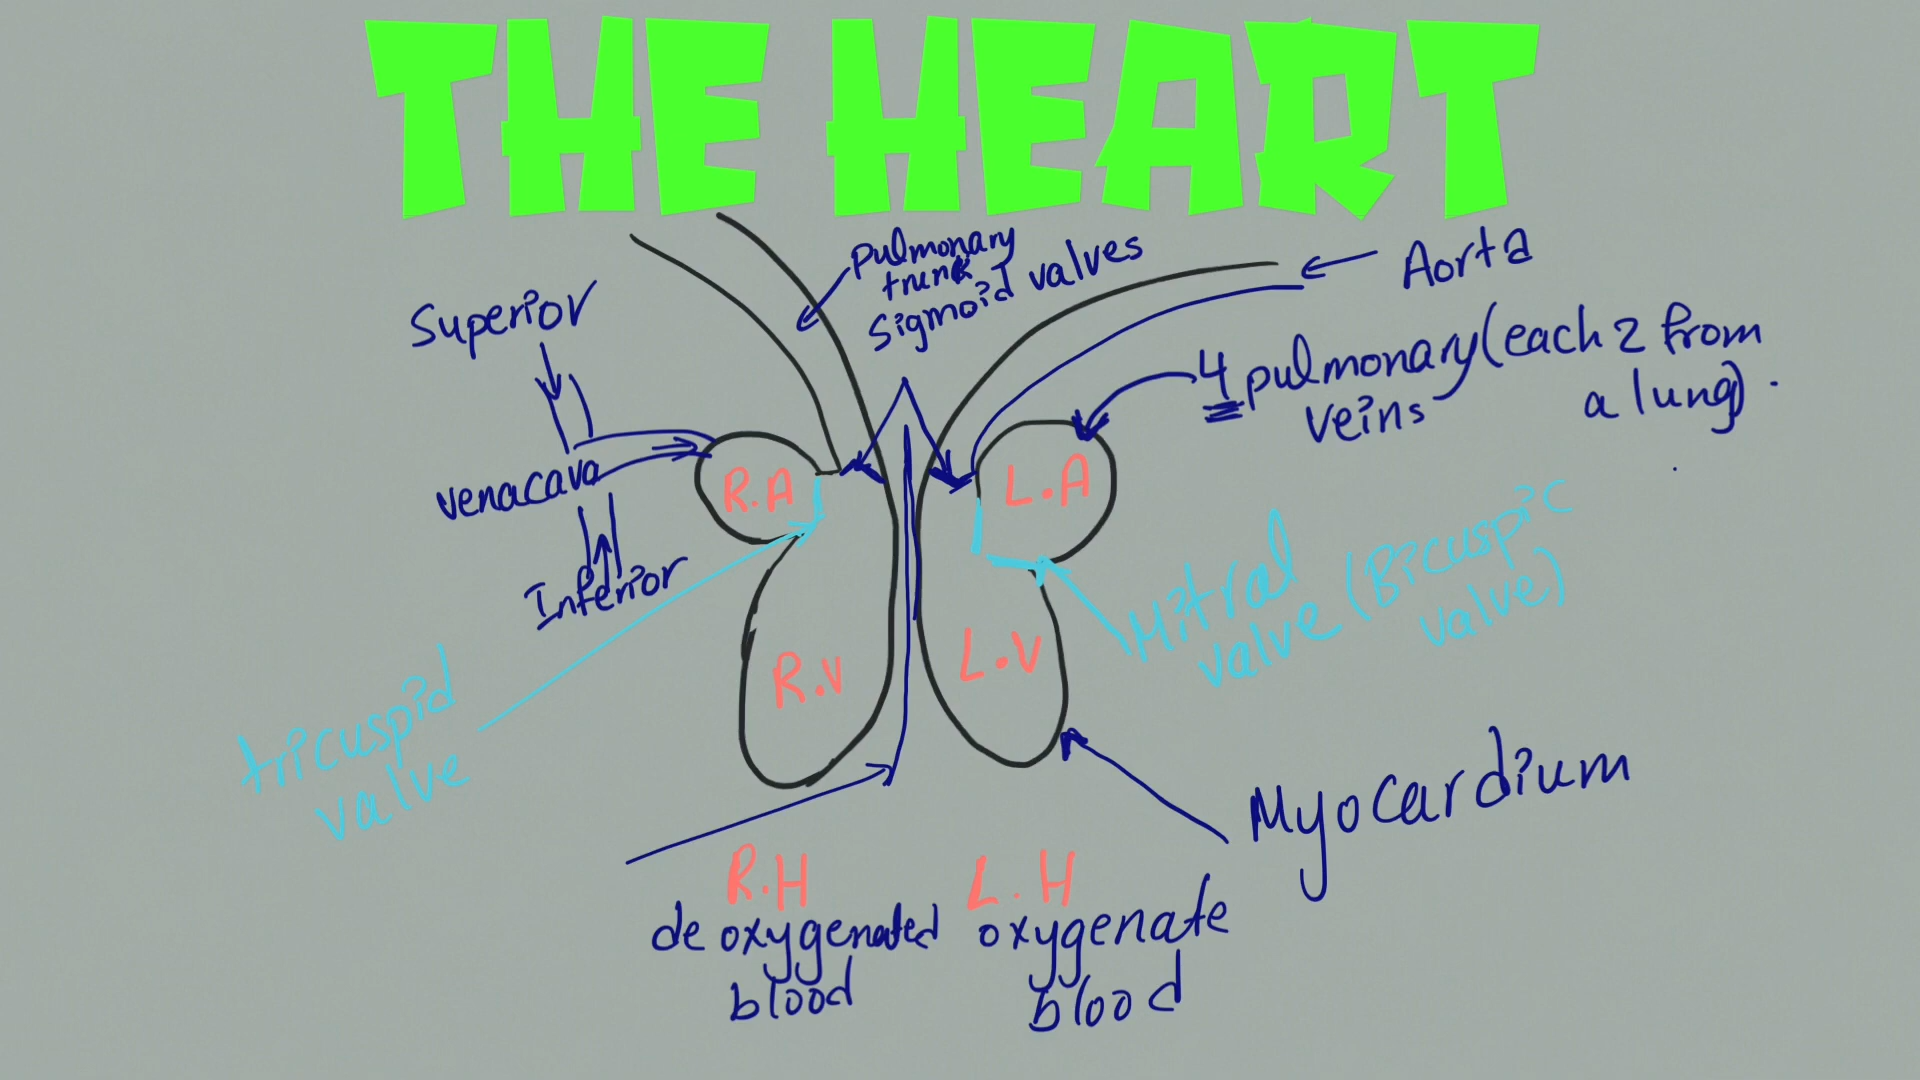 THE HEART
pulmonary
trunk
sigmoid valves
Aorta
Superior
4 pulmonary (each 2 from
veins
a lung).
venacava
R.A
L.A
Inferior
Mitral
valve (Bicuspic
valve)
R.V
L.V
tricuspid
valve
Myocardium
R.H
L.H
de oxygenated
blood
oxygenate
blood